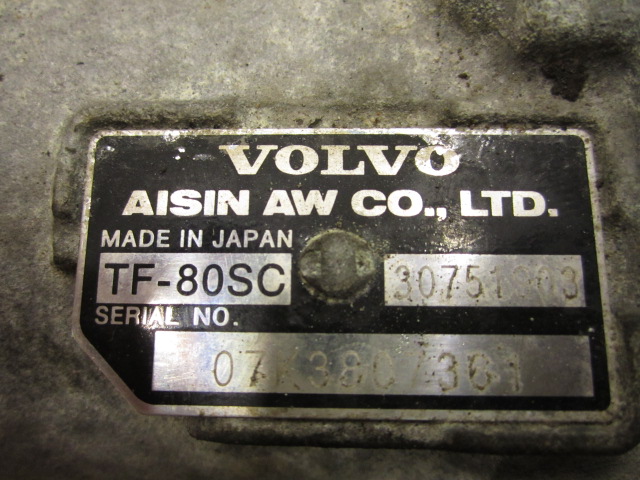 VOLVO
AISIN AW CO., LTD.
MADE IN JAPAN
TF-80SC
SERIAL NO.